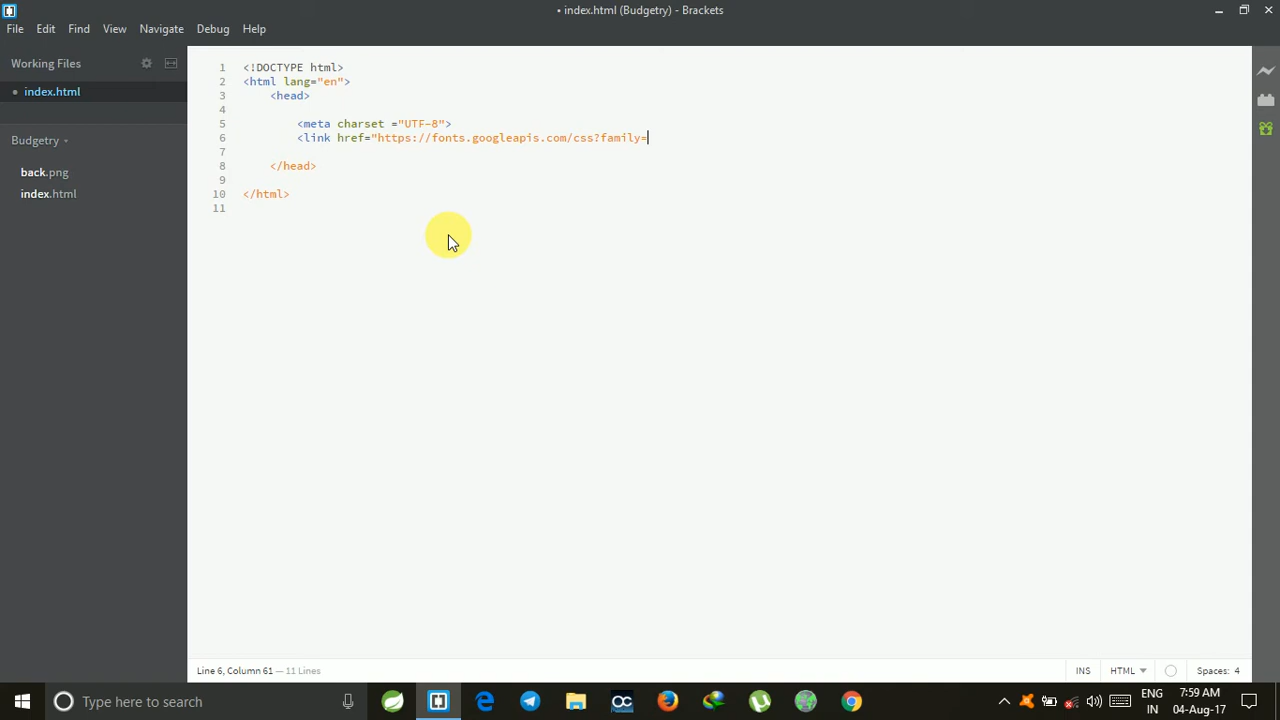 • index.html (Budgetry) - Brackets
File Edit Find View Navigate Debug Help
Working Files
• index.html
Budgetry
back.png
index.html
1 <!DOCTYPE html>
2 <html lang="en">
3 <head>
4
5 <meta charset ="UTF-8">
6 <link href="https://fonts.googleapis.com/css?family=
7
8 </head>
9
10 </html>
11
Line 6, Column 61 — 11 Lines
INS HTML Spaces: 4
Type here to search
OC
ENG 7:59 AM
IN 04-Aug-17